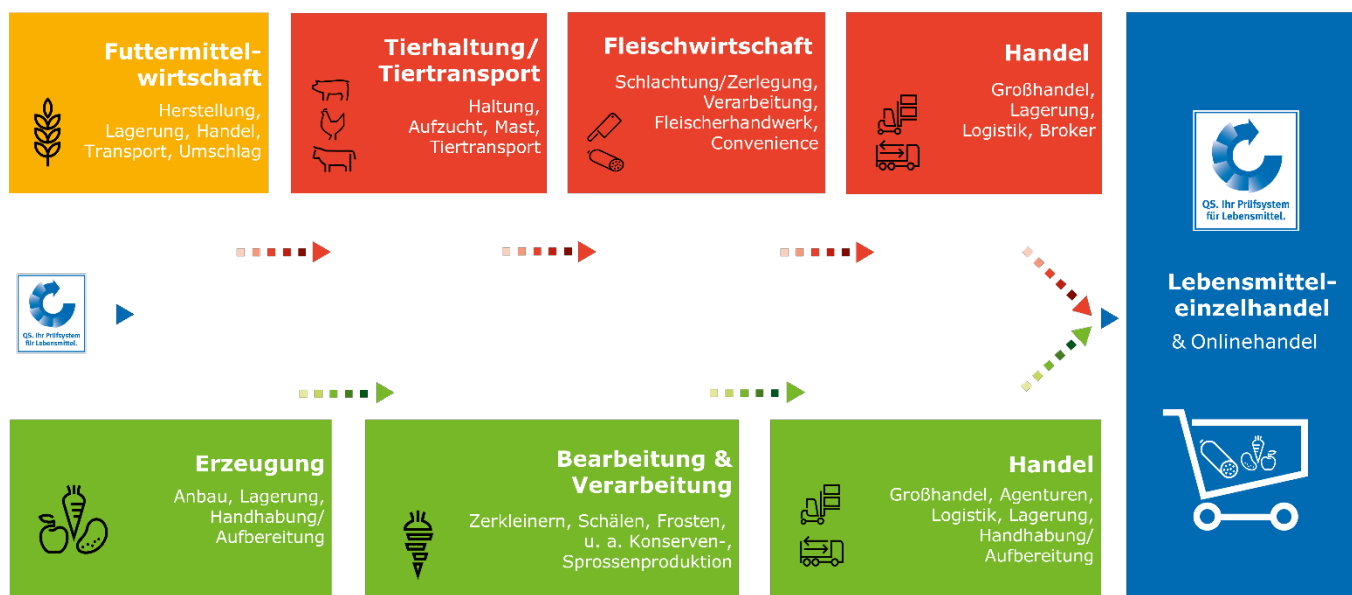 Futtermittel-
wirtschaft
Herstellung,
Lagerung, Handel,
Transport, Umschlag
Tierhaltung/
Tiertransport
Haltung,
Aufzucht, Mast,
Tiertransport
Fleischwirtschaft
Schlachtung/Zerlegung,
Verarbeitung,
Fleischerhandwerk,
Convenience
Handel
Großhandel,
Lagerung,
Logistik, Broker
QS. Ihr Prüfsystem
für Lebensmittel.
Lebensmittel-
einzelhandel
& Onlinehandel
QS. Ihr Prüfsystem
für Lebensmittel.
Erzeugung
Anbau, Lagerung,
Handhabung/
Aufbereitung
Bearbeitung &
Verarbeitung
Zerkleinern, Schälen, Frosten,
u. a. Konserven-,
Sprossenproduktion
Handel
Großhandel, Agenturen,
Logistik, Lagerung,
Handhabung/
Aufbereitung